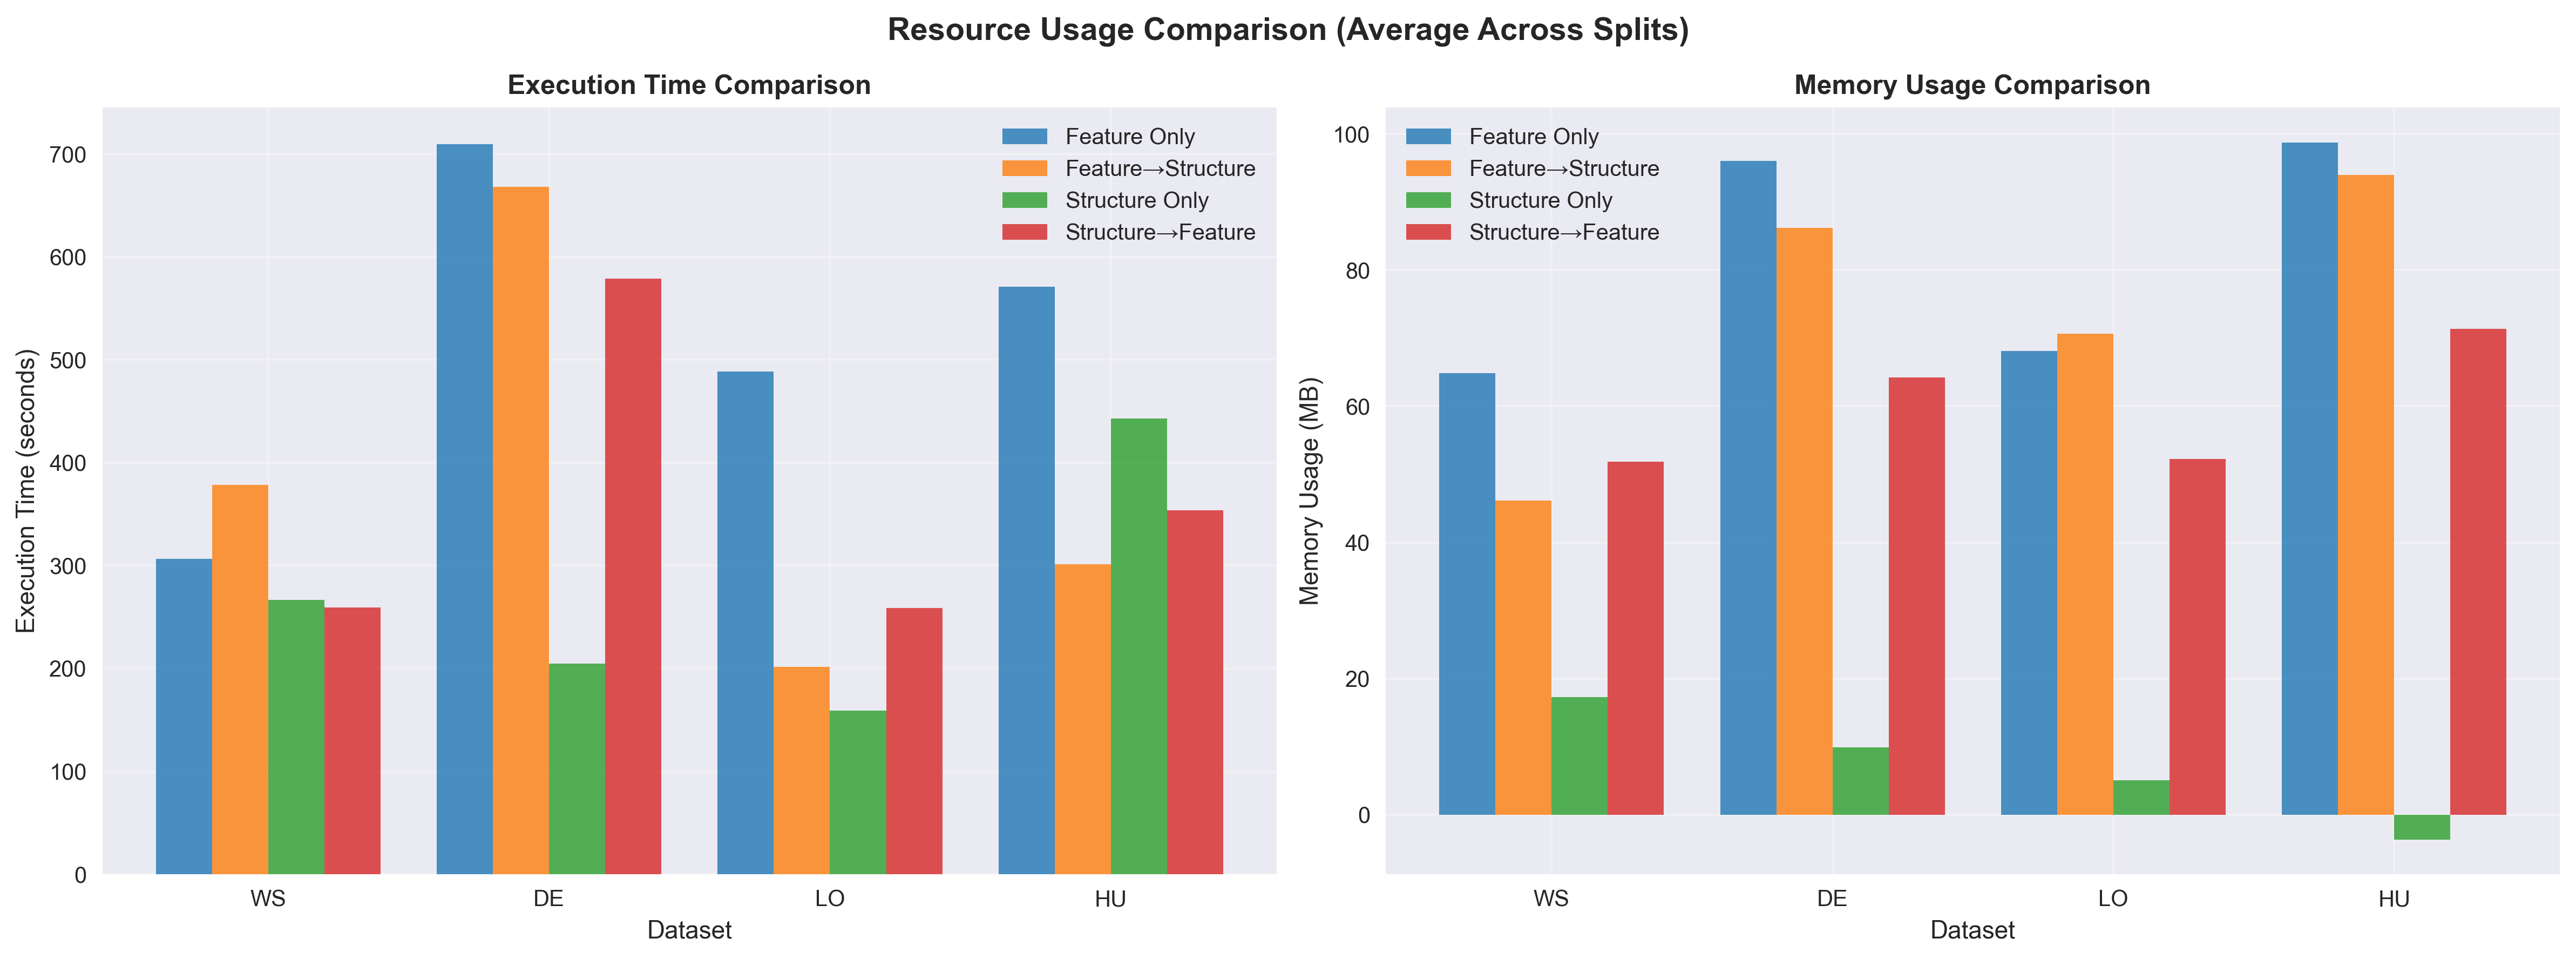 Resource Usage Comparison (Average Across Splits)
Execution Time Comparison
Execution Time (seconds)
700
600
500
400
300
200
100
0
Feature Only
Feature→Structure
Structure Only
Structure→Feature
WS DE LO HU
Dataset
Memory Usage Comparison
Memory Usage (MB)
100
80
60
40
20
0
Feature Only
Feature→Structure
Structure Only
Structure→Feature
WS DE LO HU
Dataset